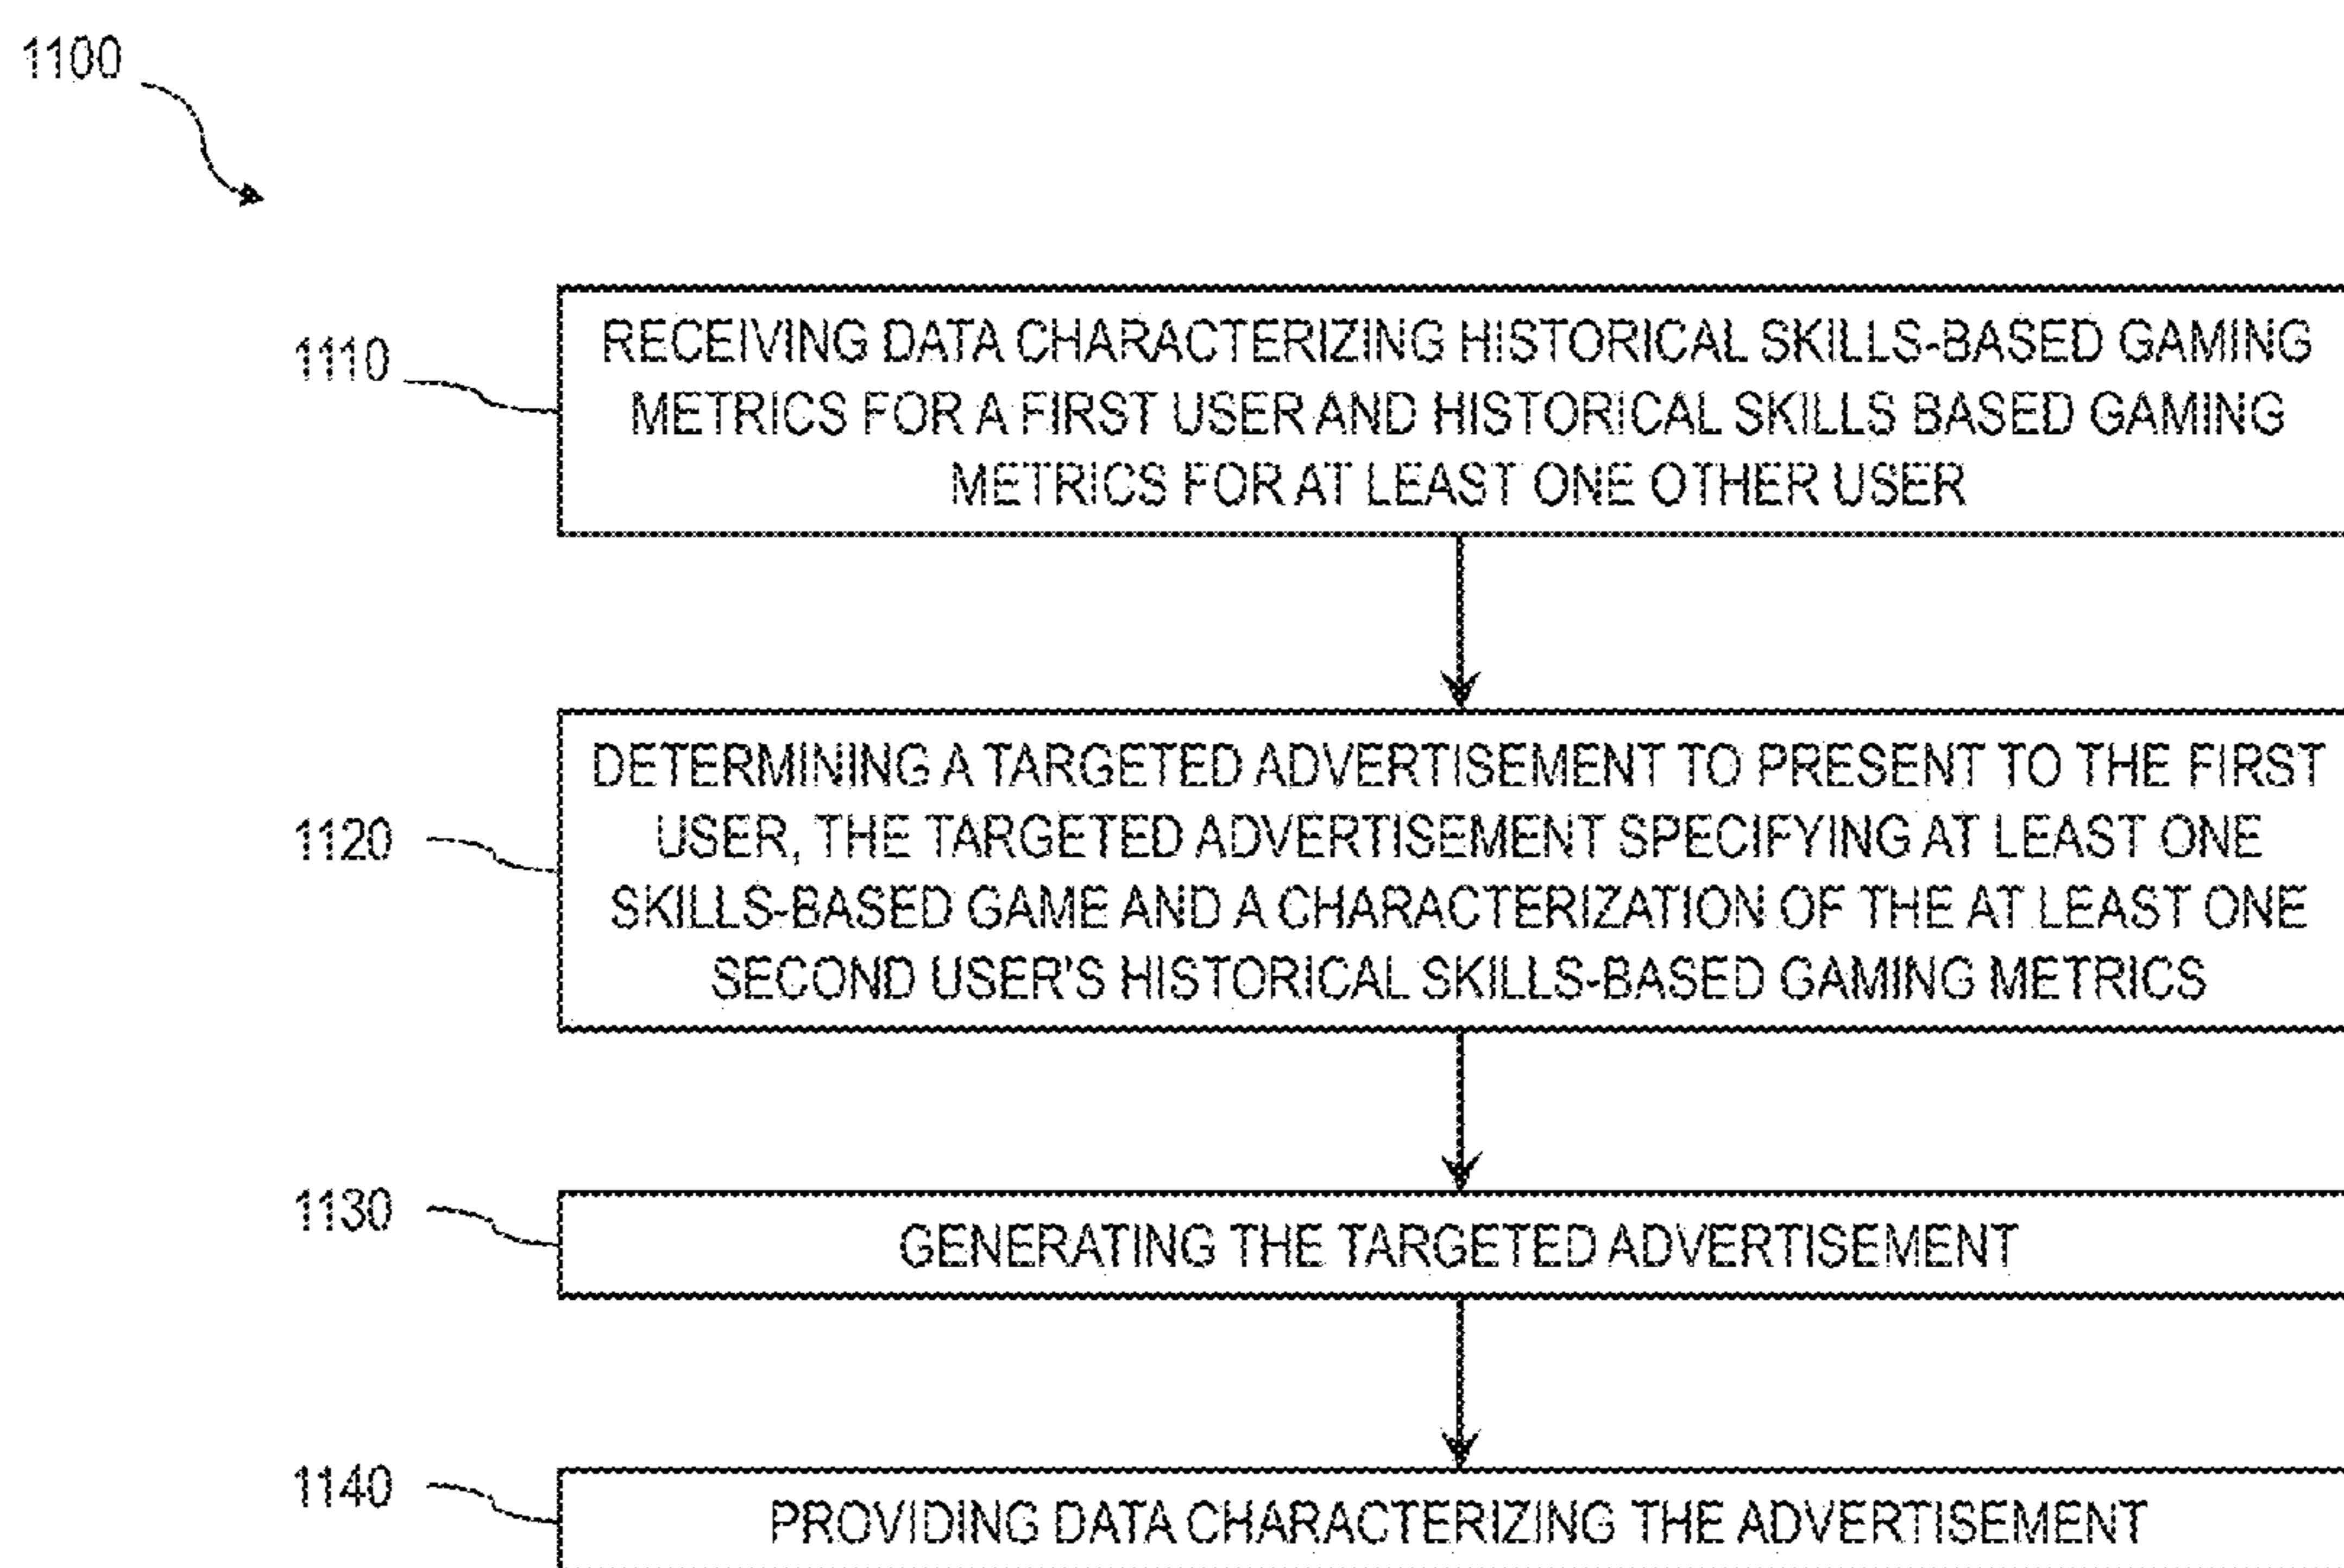 1100
1110
RECEIVING DATA CHARACTERIZING HISTORICAL SKILLS-BASED GAMING
METRICS FOR A FIRST USER AND HISTORICAL SKILLS BASED GAMING
METRICS FOR AT LEAST ONE OTHER USER
1120
DETERMINING A TARGETED ADVERTISEMENT TO PRESENT TO THE FIRST
USER, THE TARGETED ADVERTISEMENT SPECIFYING AT LEAST ONE
SKILLS-BASED GAME AND A CHARACTERIZATION OF THE AT LEAST ONE
SECOND USER'S HISTORICAL SKILLS-BASED GAMING METRICS
1130
GENERATING THE TARGETED ADVERTISEMENT
1140
PROVIDING DATA CHARACTERIZING THE ADVERTISEMENT